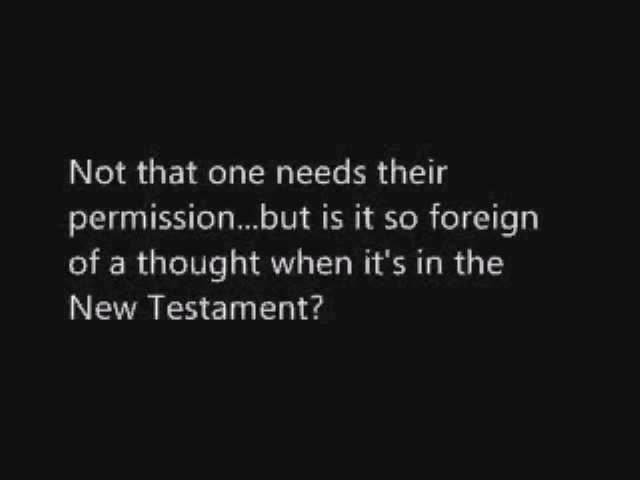 Not that one needs their
permission...but is it so foreign
of a thought when it's in the
New Testament?